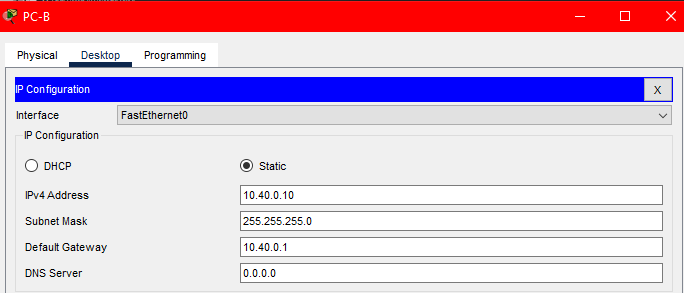 PC-B
Physical Desktop Programming
IP Configuration X
Interface FastEthernet0
IP Configuration
DHCP Static
IPv4 Address 10.40.0.10
Subnet Mask 255.255.255.0
Default Gateway 10.40.0.1
DNS Server 0.0.0.0